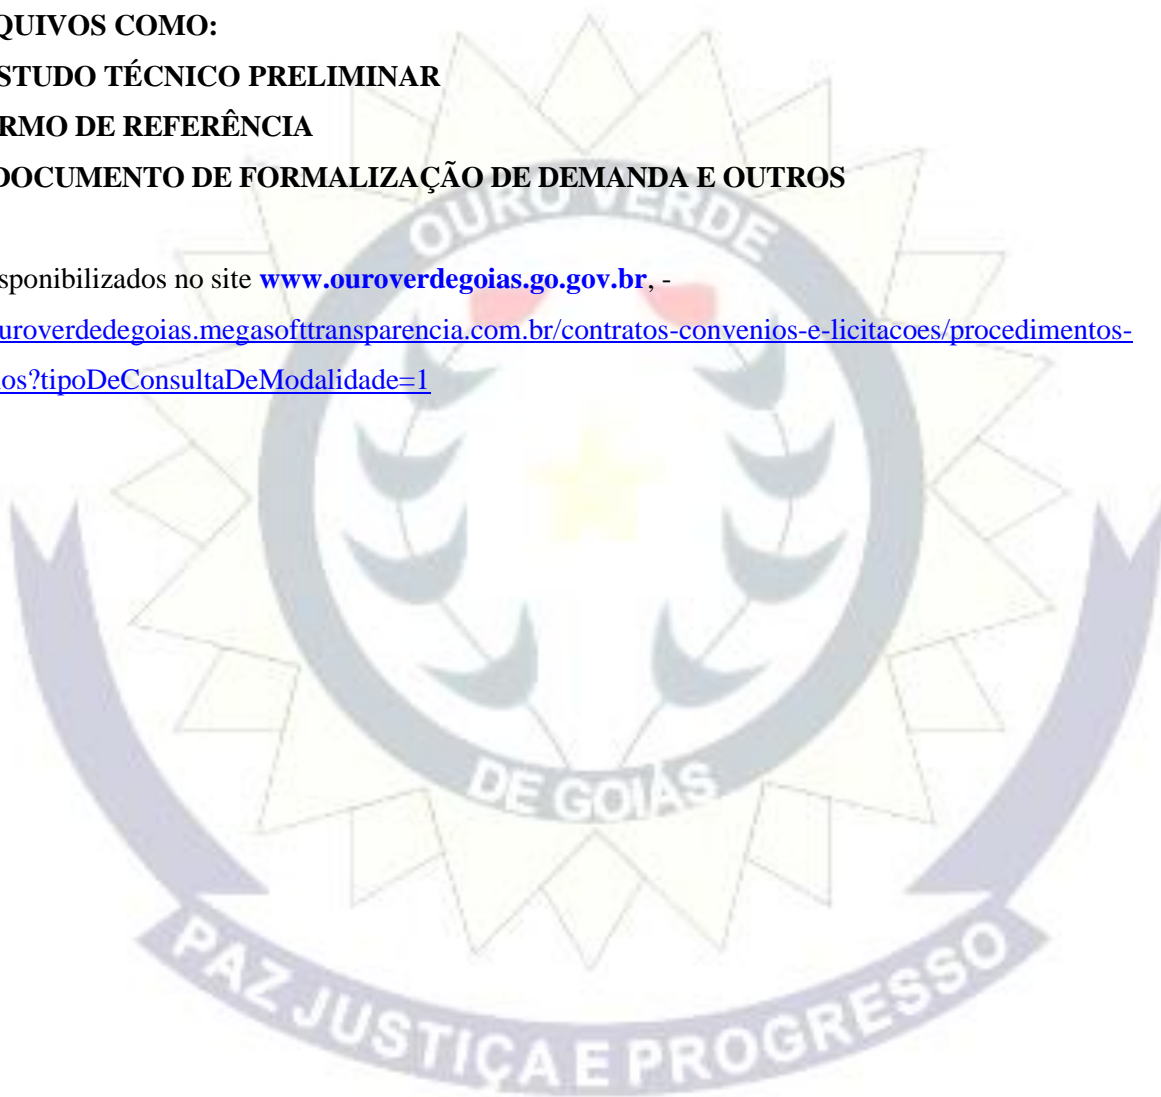 QUIVOS COMO:
STUDO TÉCNICO PRELIMINAR
RMO DE REFERÊNCIA
DOCUMENTO DE FORMALIZAÇÃO DE DEMANDA E OUTROS
OURO VERDE
sponibilizados no site www.ouroverdegoias.go.gov.br, -
uroverdedegoias.megasofttransparencia.com.br/contratos-convenios-e-licitacoes/procedimentos-
ios?tipoDeConsultaDeModalidade=1
DE GOIÁS
PAZ JUSTIÇA E PROGRESSO